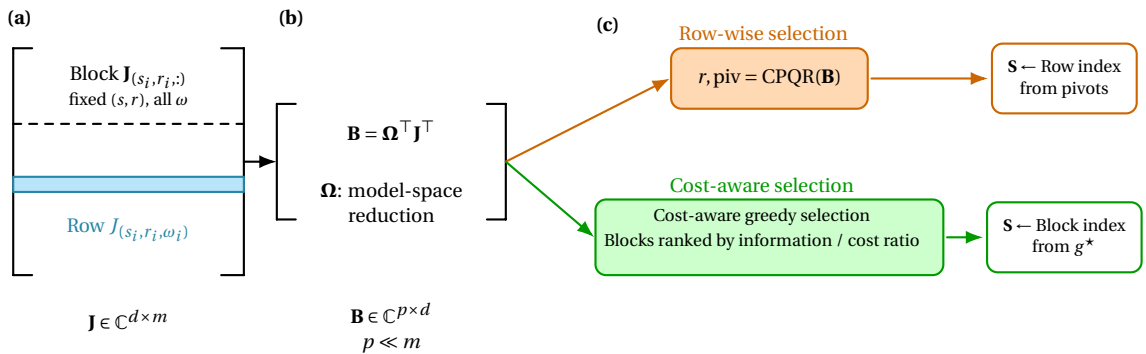 (a)
Block J(s_i,r_i,:)
fixed (s, r), all ω
Row J(s_i,r_i,ω_i)
J ∈ ℂ^{d×m}
(b)
B = Ω^⊤ J^⊤
Ω: model-space
reduction
B ∈ ℂ^{p×d}
p ≪ m
(c)
Row-wise selection
r, piv = CPQR(B)
S ← Row index
from pivots
Cost-aware selection
Cost-aware greedy selection
Blocks ranked by information / cost ratio
S ← Block index
from g^⋆